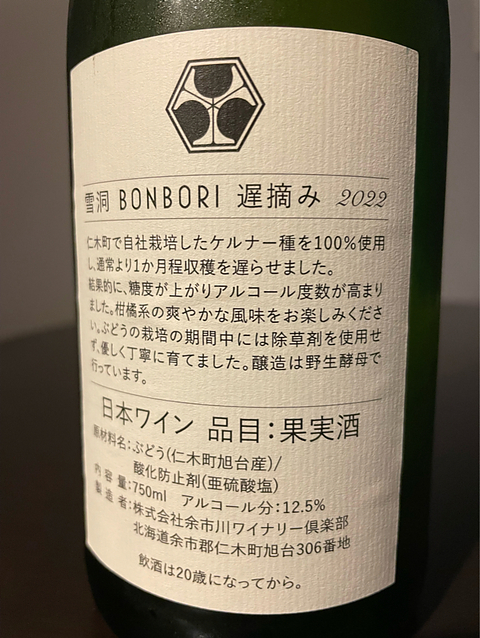 雪洞 BONBORI 遅摘み 2022
仁木町で自社栽培したケルナー種を100%使用
し、通常より1か月程収穫を遅らせました。
結果的に、糖度が上がりアルコール度数が高まり
ました。柑橘系の爽やかな風味をお楽しみくださ
い。ぶどうの栽培の期間中には除草剤を使用せ
ず、優しく丁寧に育てました。醸造は野生酵母で
行っています。
日本ワイン 品目：果実酒
原材料名：ぶどう(仁木町旭台産)/
酸化防止剤(亜硫酸塩)
内容量：750ml アルコール分：12.5%
製造者：株式会社余市川ワイナリー倶楽部
北海道余市郡仁木町旭台306番地
飲酒は20歳になってから。